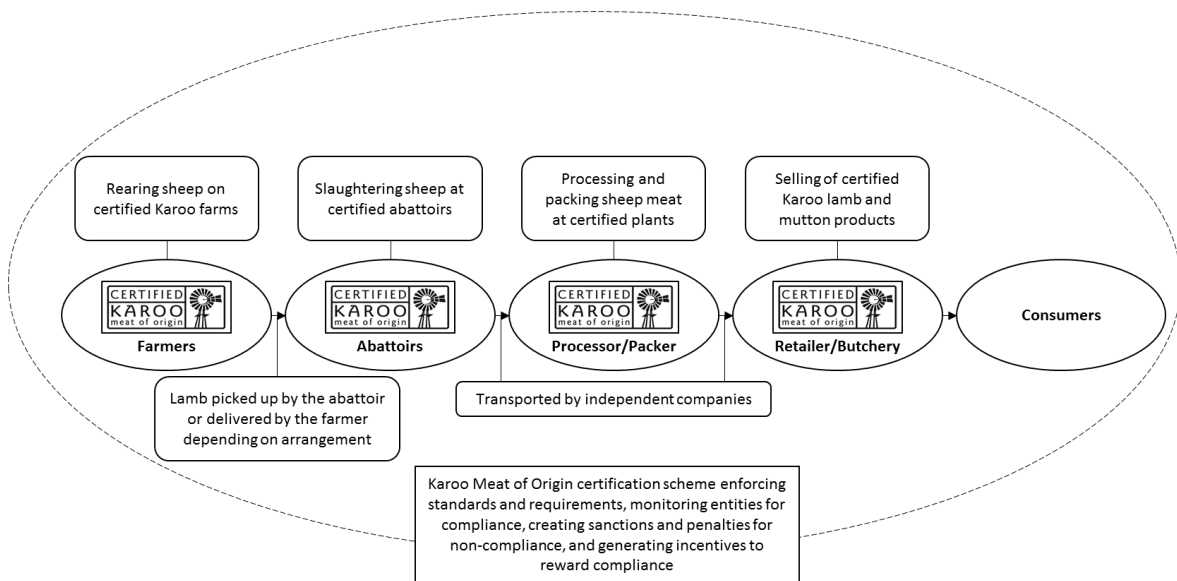 Rearing sheep on
certified Karoo farms
Slaughtering sheep at
certified abattoirs
Processing and
packing sheep meat
at certified plants
Selling of certified
Karoo lamb and
mutton products
CERTIFIED
KAROO
meat of origin
Farmers
CERTIFIED
KAROO
meat of origin
Abattoirs
CERTIFIED
KAROO
meat of origin
Processor/Packer
CERTIFIED
KAROO
meat of origin
Retailer/Butchery
Consumers
Lamb picked up by the abattoir
or delivered by the farmer
depending on arrangement
Transported by independent companies
Karoo Meat of Origin certification scheme enforcing
standards and requirements, monitoring entities for
compliance, creating sanctions and penalties for
non-compliance, and generating incentives to
reward compliance